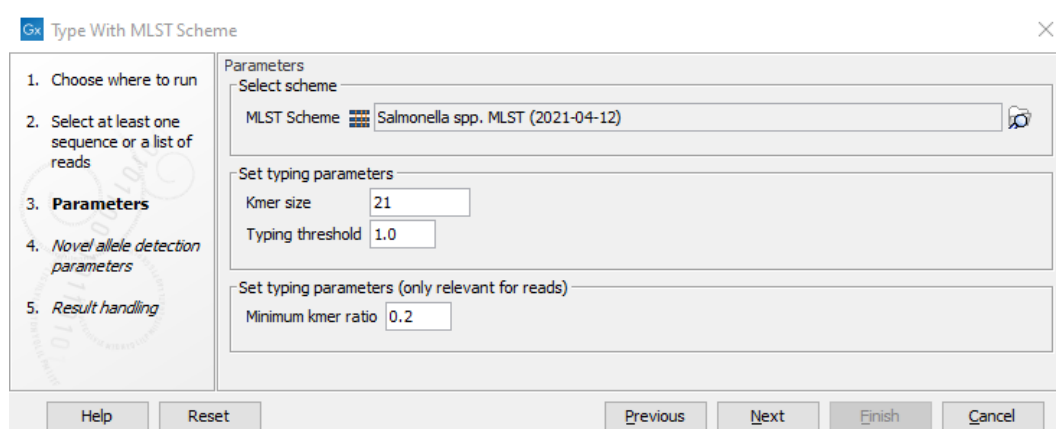 Gx Type With MLST Scheme
1. Choose where to run
2. Select at least one
sequence or a list of
reads
3. Parameters
4. Novel allele detection
parameters
5. Result handling
Parameters
Select scheme
MLST Scheme Salmonella spp. MLST (2021-04-12)
Set typing parameters
Kmer size 21
Typing threshold 1.0
Set typing parameters (only relevant for reads)
Minimum kmer ratio 0.2
Help Reset Previous Next Finish Cancel